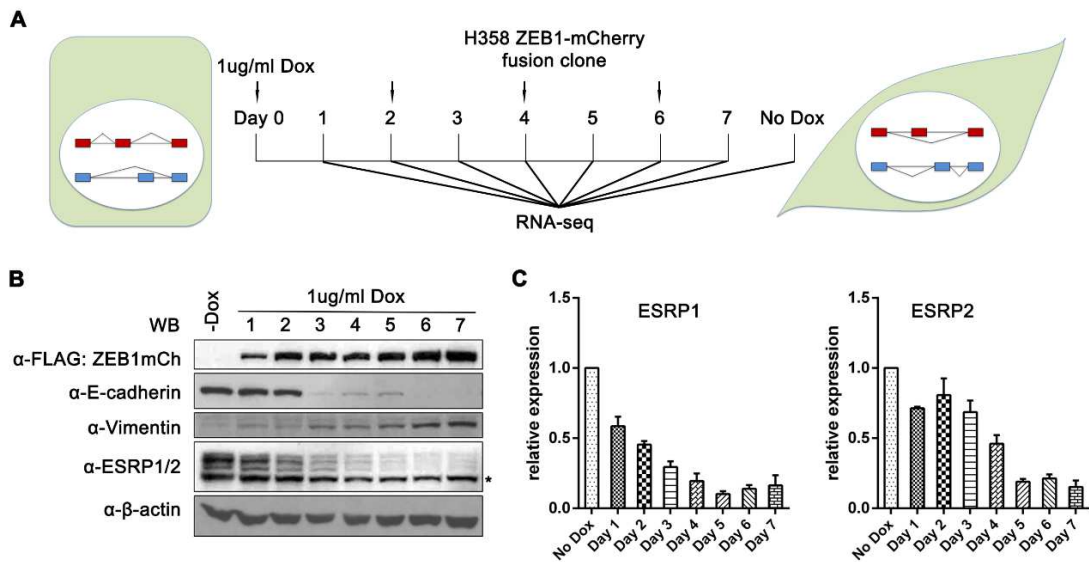 A
H358 ZEB1-mCherry
fusion clone
1ug/ml Dox
Day 0 1 2 3 4 5 6 7 No Dox
RNA-seq
B
1ug/ml Dox
WB -Dox 1 2 3 4 5 6 7
α-FLAG: ZEB1mCh
α-E-cadherin
α-Vimentin
α-ESRP1/2
*
α-β-actin
C
ESRP1
relative expression
1.5
1.0
0.5
0.0
No Dox Day 1 Day 2 Day 3 Day 4 Day 5 Day 6 Day 7
ESRP2
relative expression
1.5
1.0
0.5
0.0
No Dox Day 1 Day 2 Day 3 Day 4 Day 5 Day 6 Day 7